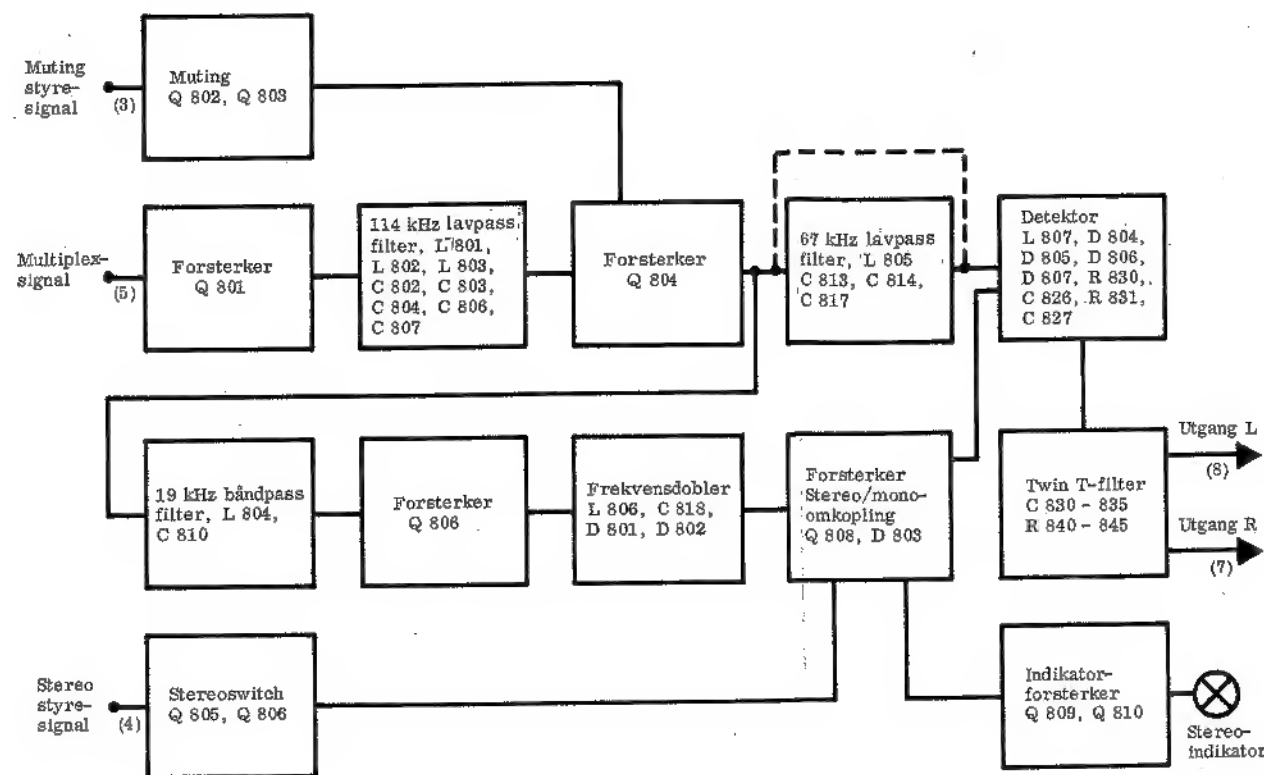 Muting
styre-
signal
(3)
Muting
Q 802, Q 803
Multiplex-
signal
(5)
Forsterker
Q 801
114 kHz lavpass
filter, L 801,
L 802, L 803,
C 802, C 803,
C 804, C 806,
C 807
Forsterker
Q 804
67 kHz lavpass
filter, L 805
C 813, C 814,
C 817
Detektor
L 807, D 804,
D 805, D 806,
D 807, R 830,
C 826, R 831,
C 827
19 kHz båndpass
filter, L 804,
C 810
Forsterker
Q 806
Frekvensdobler
L 806, C 818,
D 801, D 802
Forsterker
Stereo/mono-
omkopling
Q 808, D 803
Twin T-filter
C 830 - 835
R 840 - 845
Utgang L
(8)
Utgang R
(7)
Stereo
styre-
signal
(4)
Stereoswitch
Q 805, Q 806
Indikator-
forsterker
Q 809, Q 810
Stereo-
indikator